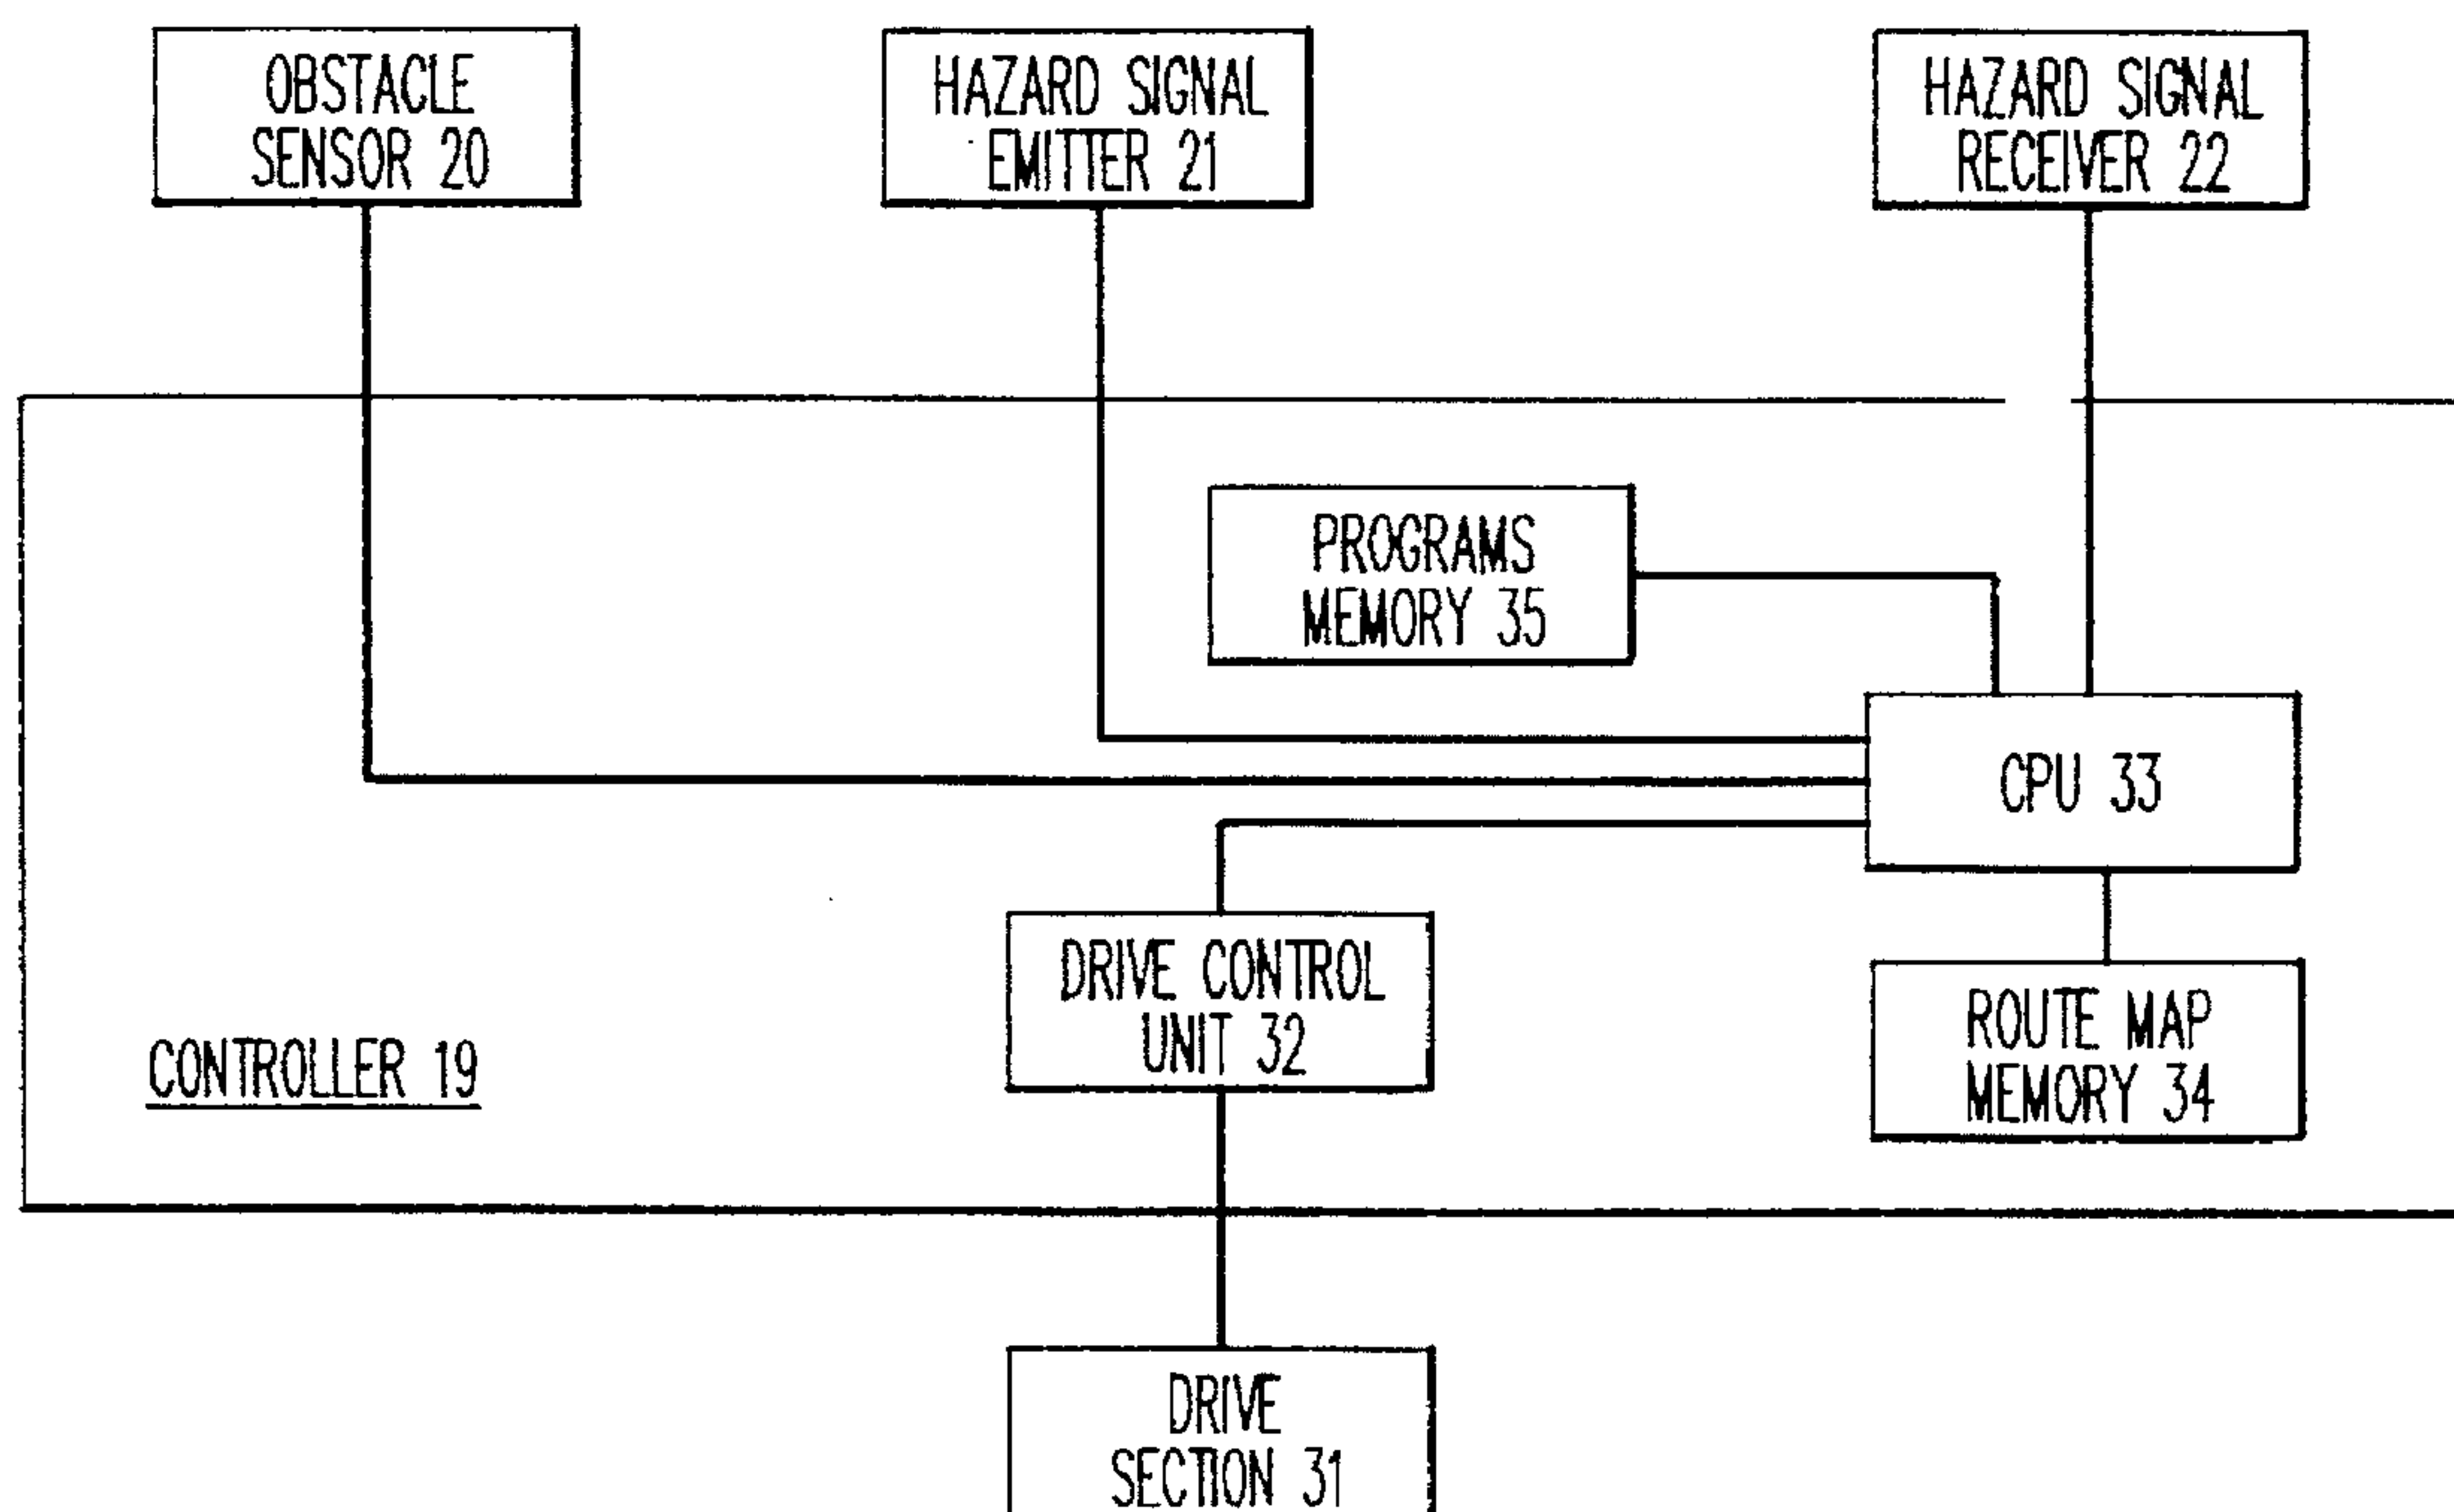 OBSTACLE
SENSOR 20
HAZARD SIGNAL
EMITTER 21
HAZARD SIGNAL
RECEIVER 22
PROGRAMS
MEMORY 35
CPU 33
DRIVE CONTROL
UNIT 32
ROUTE MAP
MEMORY 34
CONTROLLER 19
DRIVE
SECTION 31